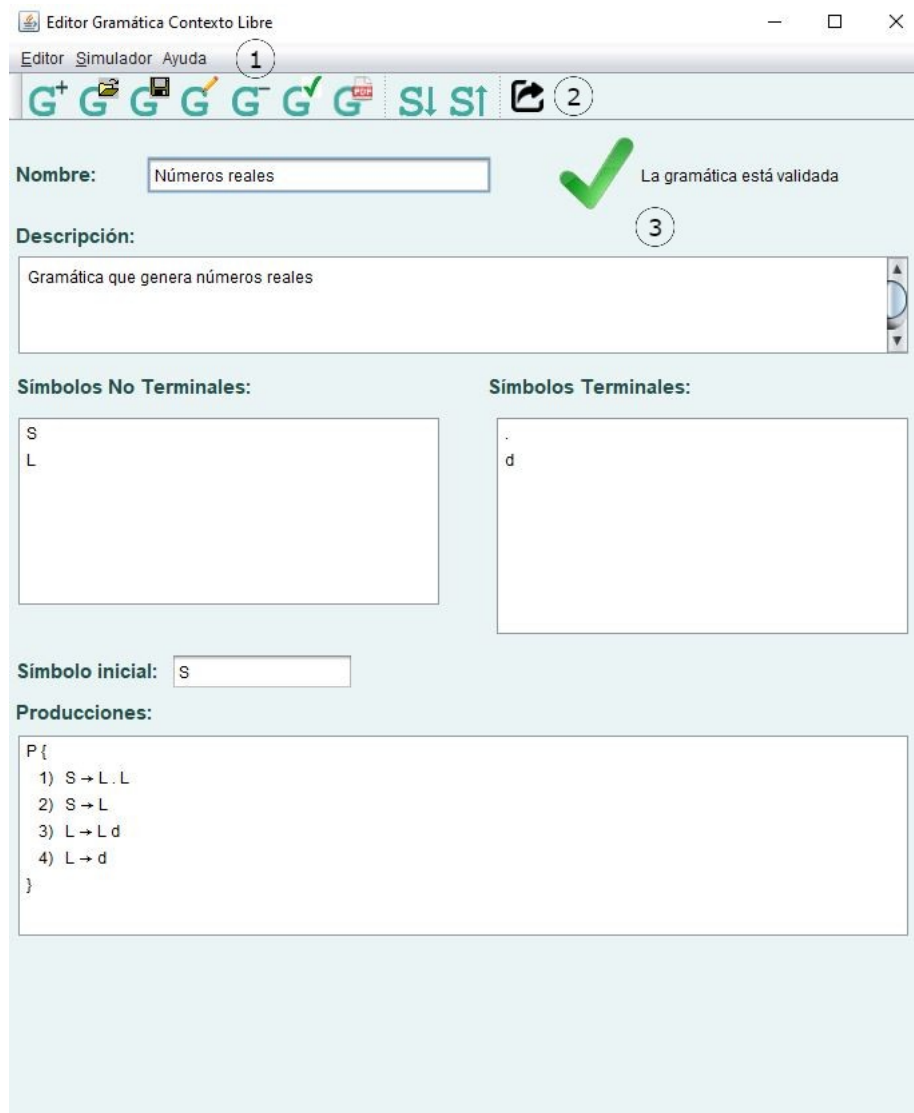 Editor Gramática Contexto Libre
Editor Simulador Ayuda 1
G+ G G G G- G G PDF S↓ S↑ 2
Nombre: Números reales La gramática está validada
3
Descripción:
Gramática que genera números reales
Símbolos No Terminales: Símbolos Terminales:
S .
L d
Símbolo inicial: S
Producciones:
P {
1) S → L . L
2) S → L
3) L → L d
4) L → d
}